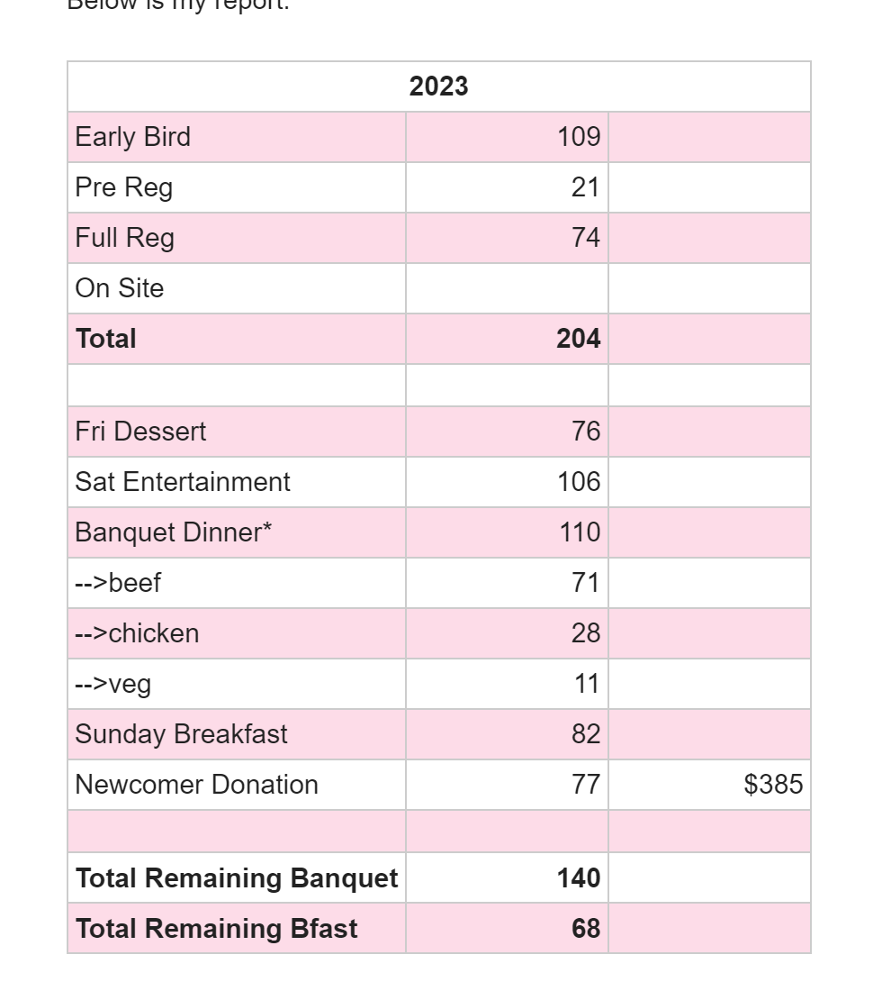 Below is my report.
2023
Early Bird 109
Pre Reg 21
Full Reg 74
On Site
Total 204
Fri Dessert 76
Sat Entertainment 106
Banquet Dinner* 110
-->beef 71
-->chicken 28
-->veg 11
Sunday Breakfast 82
Newcomer Donation 77 $385
Total Remaining Banquet 140
Total Remaining Bfast 68